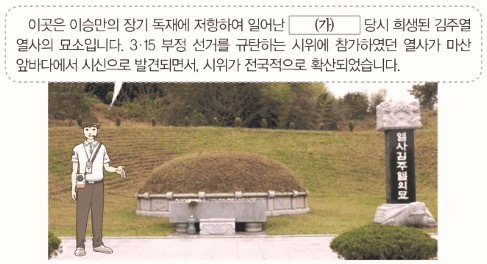 이곳은 이승만의 장기 독재에 저항하여 일어난 (가) 당시 희생된 김주열
열사의 묘소입니다. 3·15 부정 선거를 규탄하는 시위에 참가하였던 열사가 마산
앞바다에서 시신으로 발견되면서, 시위가 전국적으로 확산되었습니다.
열사김주열의묘